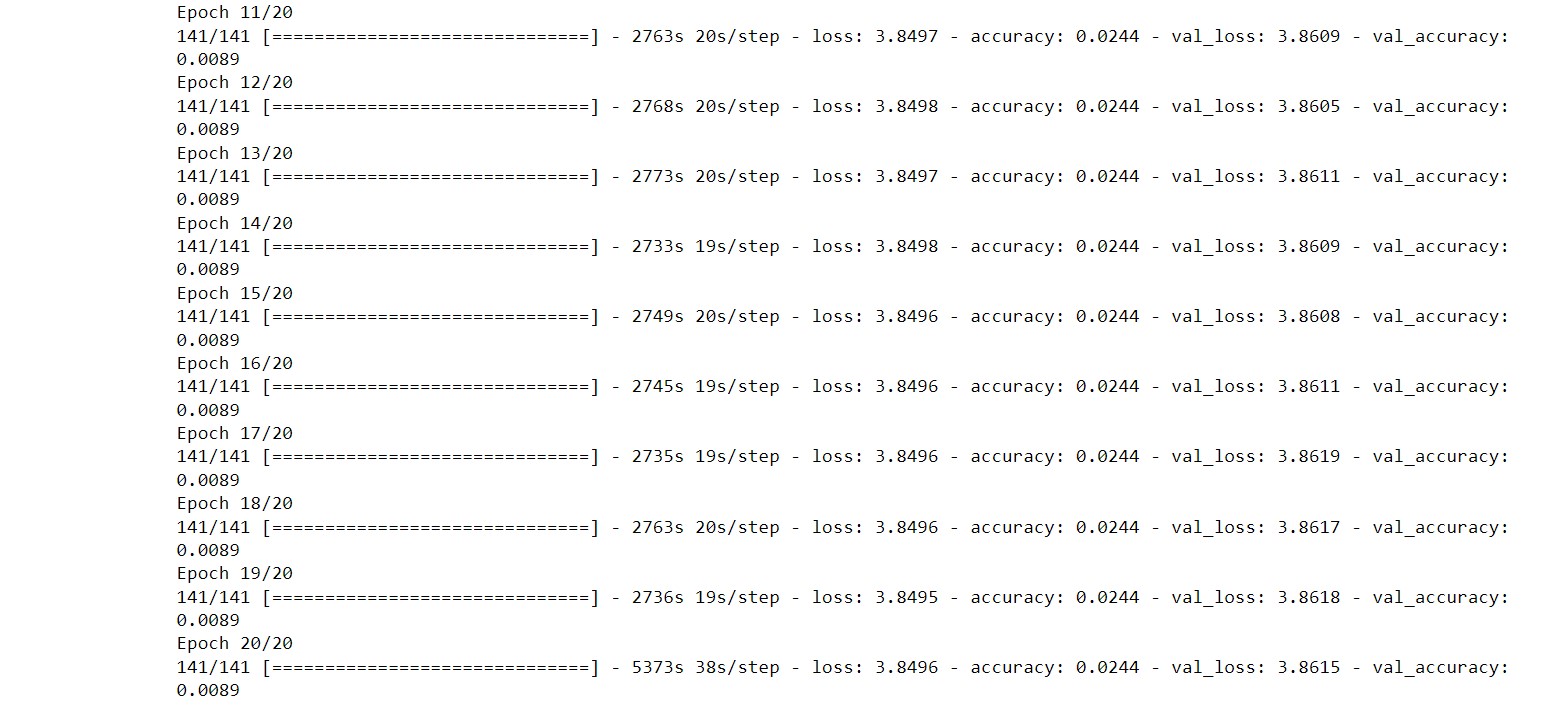 Epoch 11/20
141/141 [==============================] - 2763s 20s/step - loss: 3.8497 - accuracy: 0.0244 - val_loss: 3.8609 - val_accuracy:
0.0089
Epoch 12/20
141/141 [==============================] - 2768s 20s/step - loss: 3.8498 - accuracy: 0.0244 - val_loss: 3.8605 - val_accuracy:
0.0089
Epoch 13/20
141/141 [==============================] - 2773s 20s/step - loss: 3.8497 - accuracy: 0.0244 - val_loss: 3.8611 - val_accuracy:
0.0089
Epoch 14/20
141/141 [==============================] - 2733s 19s/step - loss: 3.8498 - accuracy: 0.0244 - val_loss: 3.8609 - val_accuracy:
0.0089
Epoch 15/20
141/141 [==============================] - 2749s 20s/step - loss: 3.8496 - accuracy: 0.0244 - val_loss: 3.8608 - val_accuracy:
0.0089
Epoch 16/20
141/141 [==============================] - 2745s 19s/step - loss: 3.8496 - accuracy: 0.0244 - val_loss: 3.8611 - val_accuracy:
0.0089
Epoch 17/20
141/141 [==============================] - 2735s 19s/step - loss: 3.8496 - accuracy: 0.0244 - val_loss: 3.8619 - val_accuracy:
0.0089
Epoch 18/20
141/141 [==============================] - 2763s 20s/step - loss: 3.8496 - accuracy: 0.0244 - val_loss: 3.8617 - val_accuracy:
0.0089
Epoch 19/20
141/141 [==============================] - 2736s 19s/step - loss: 3.8495 - accuracy: 0.0244 - val_loss: 3.8618 - val_accuracy:
0.0089
Epoch 20/20
141/141 [==============================] - 5373s 38s/step - loss: 3.8496 - accuracy: 0.0244 - val_loss: 3.8615 - val_accuracy:
0.0089